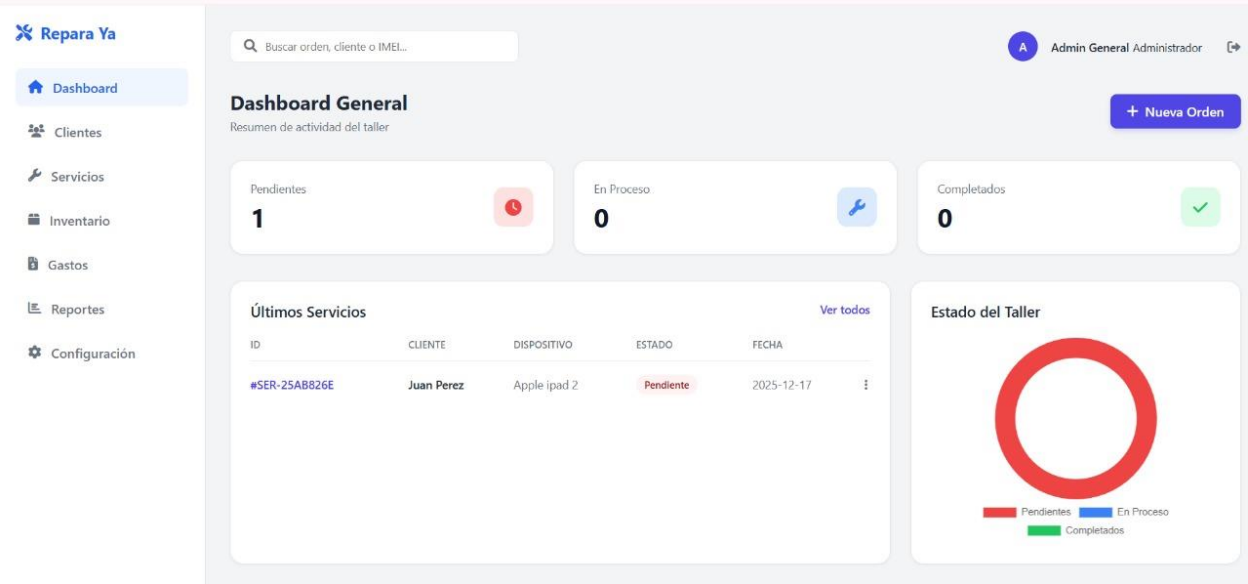 Repara Ya
Buscar orden, cliente o IMEI...
A Admin General Administrador
Dashboard
Clientes
Servicios
Inventario
Gastos
Reportes
Configuración
Dashboard General
Resumen de actividad del taller
+ Nueva Orden
Pendientes
1
En Proceso
0
Completados
0
Últimos Servicios Ver todos
ID CLIENTE DISPOSITIVO ESTADO FECHA
#SER-25AB826E Juan Perez Apple ipad 2 Pendiente 2025-12-17
Estado del Taller
Pendientes En Proceso
Completados